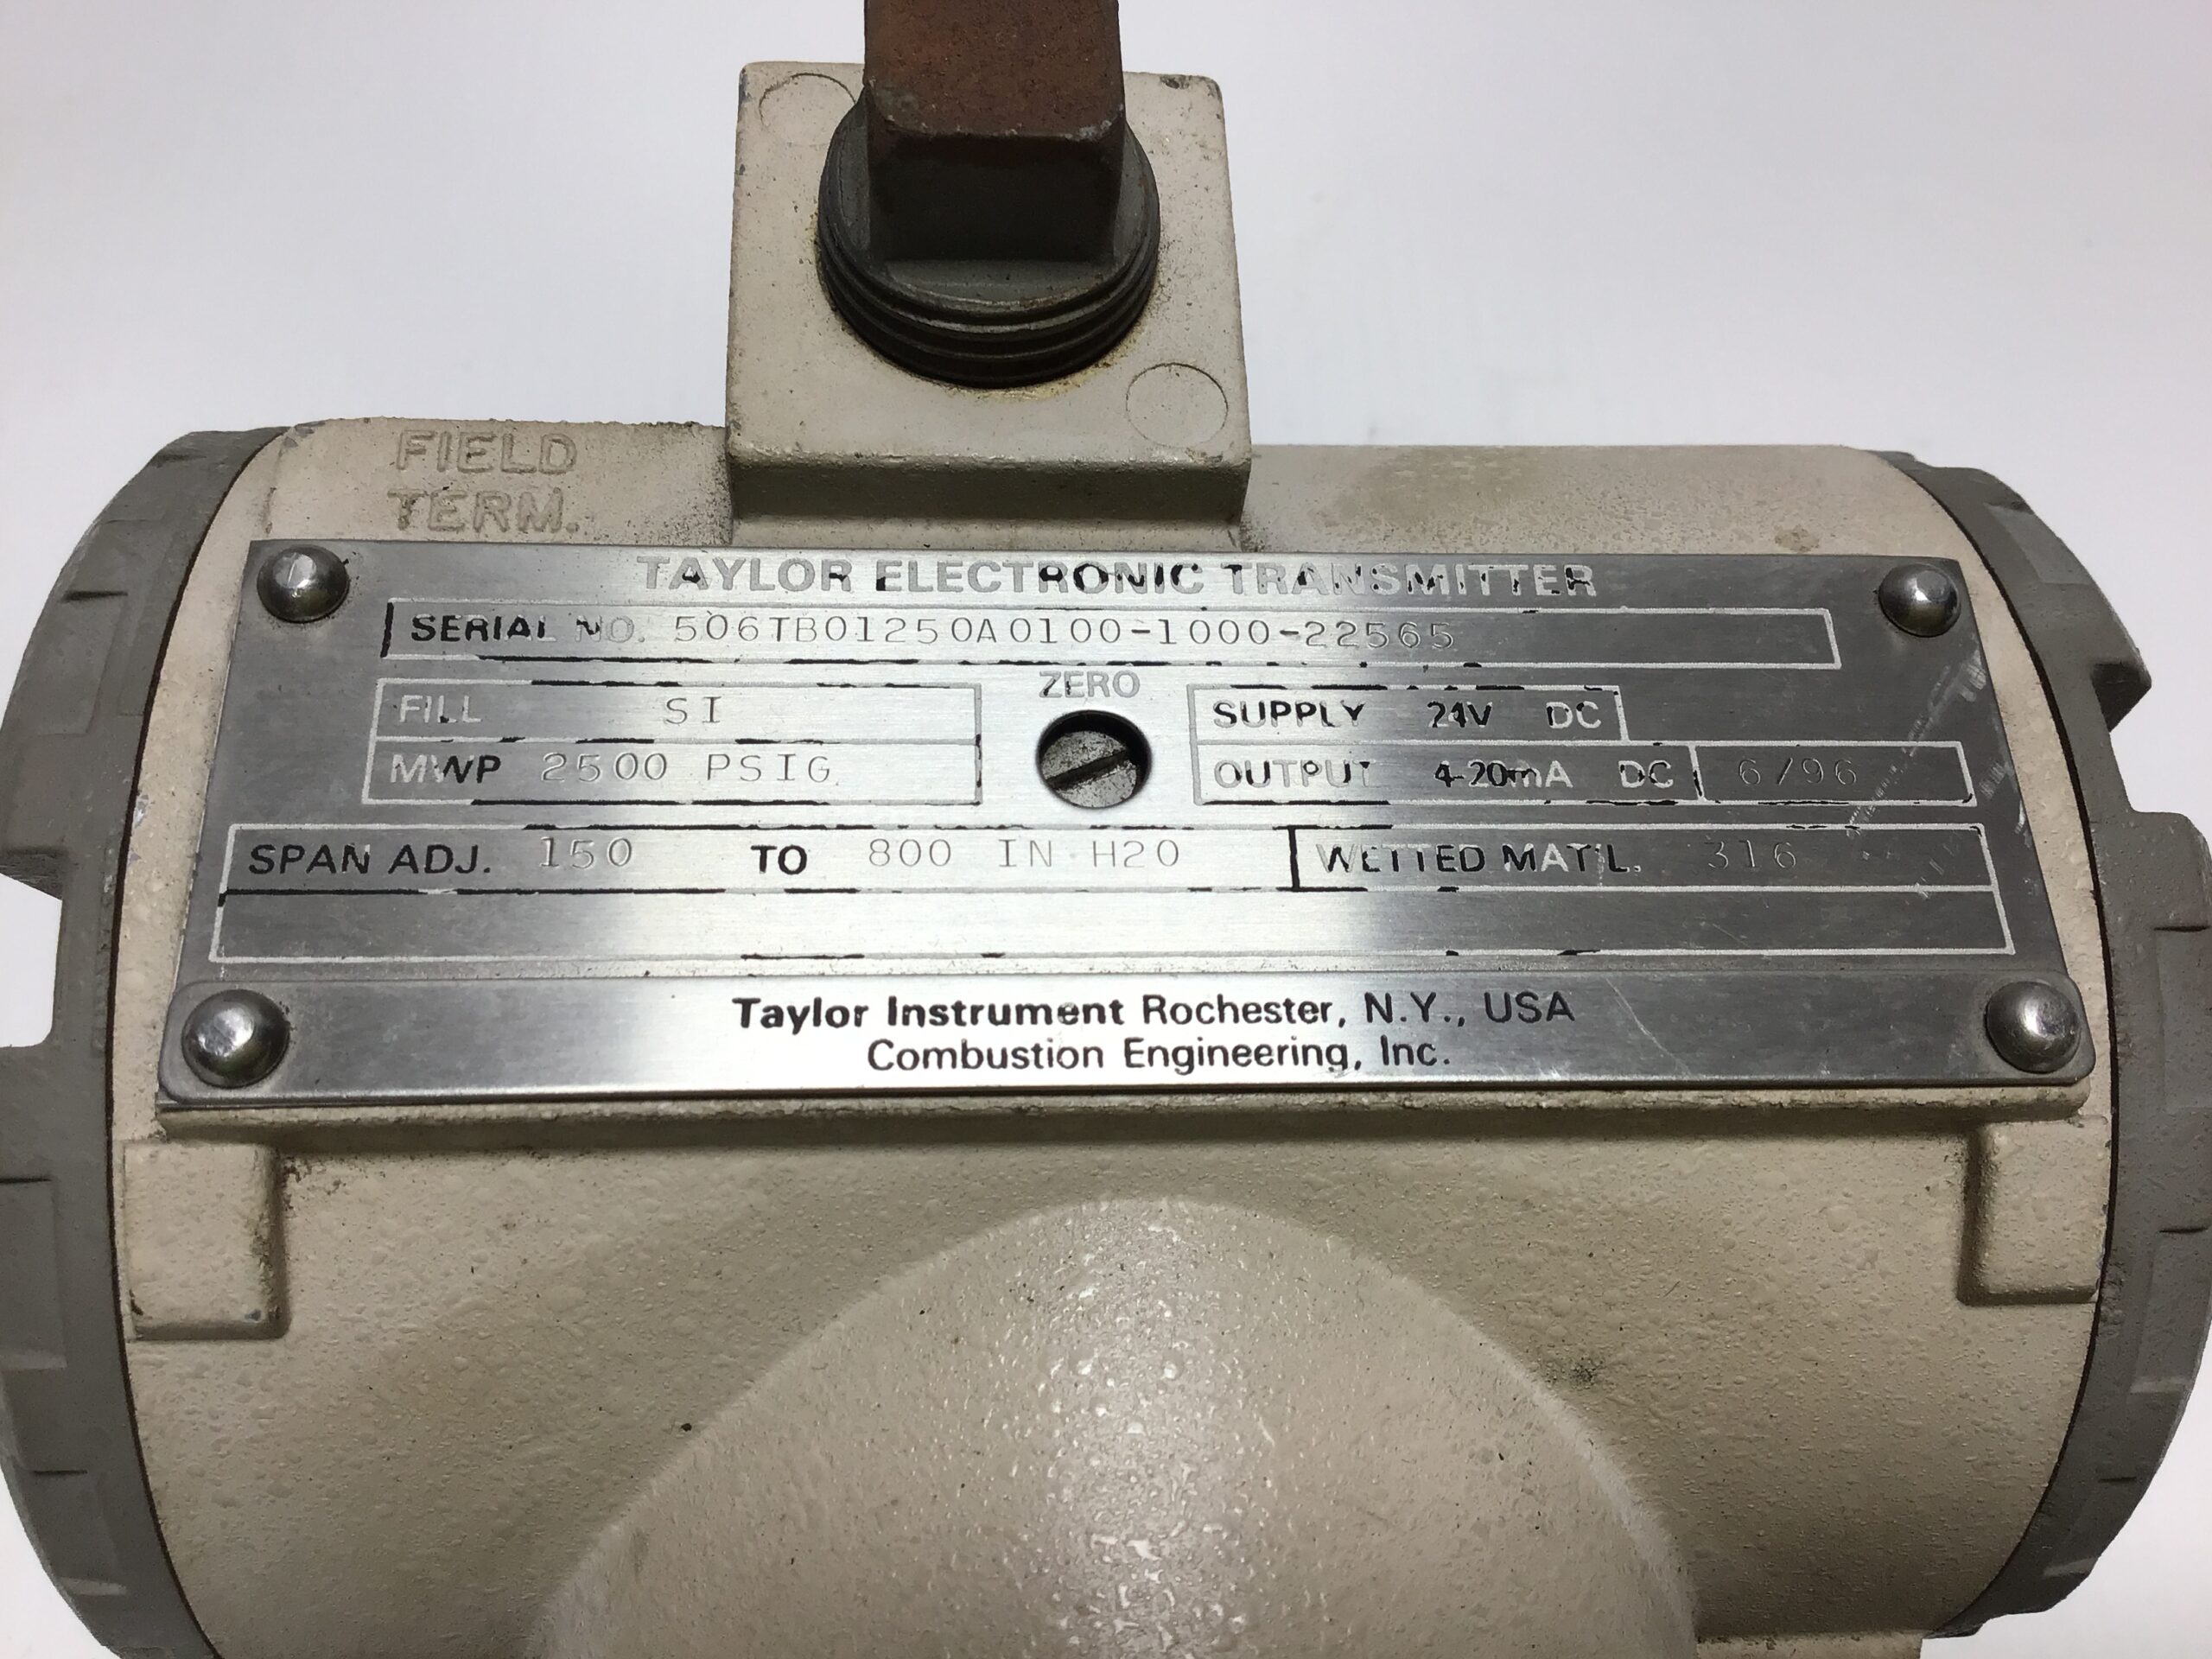 FIELD
TERM.
TAYLOR ELECTRONIC TRANSMITTER
SERIAL NO. 506TB01250A0100-1000-22565
ZERO
FILL SI
SUPPLY 24V DC
MWP 2500 PSIG
OUTPUT 4-20mA DC 6/96
SPAN ADJ. 150 TO 800 IN H2O WETTED MAT'L. 316
Taylor Instrument Rochester, N.Y., USA
Combustion Engineering, Inc.